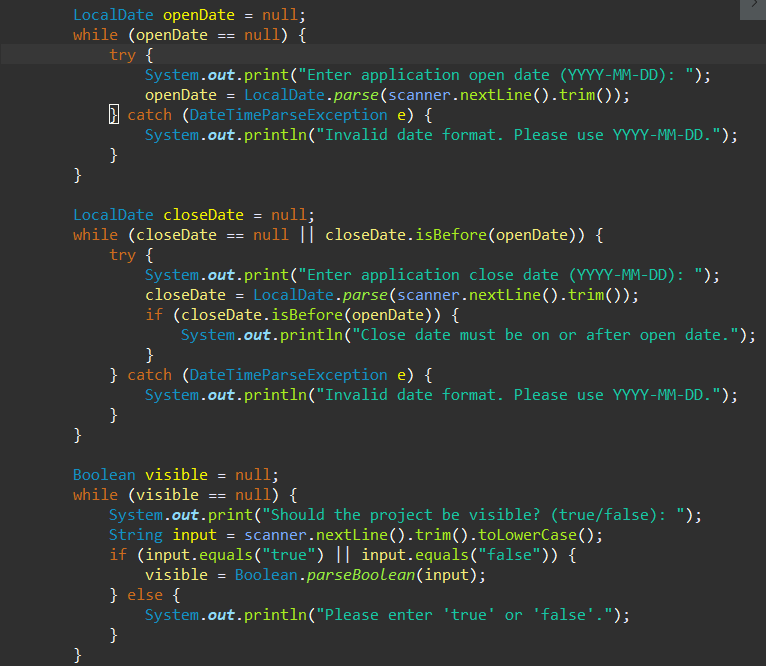 LocalDate openDate = null;
while (openDate == null) {
    try {
        System.out.print("Enter application open date (YYYY-MM-DD): ");
        openDate = LocalDate.parse(scanner.nextLine().trim());
    } catch (DateTimeParseException e) {
        System.out.println("Invalid date format. Please use YYYY-MM-DD.");
    }
}

LocalDate closeDate = null;
while (closeDate == null || closeDate.isBefore(openDate)) {
    try {
        System.out.print("Enter application close date (YYYY-MM-DD): ");
        closeDate = LocalDate.parse(scanner.nextLine().trim());
        if (closeDate.isBefore(openDate)) {
            System.out.println("Close date must be on or after open date.");
        }
    } catch (DateTimeParseException e) {
        System.out.println("Invalid date format. Please use YYYY-MM-DD.");
    }
}

Boolean visible = null;
while (visible == null) {
    System.out.print("Should the project be visible? (true/false): ");
    String input = scanner.nextLine().trim().toLowerCase();
    if (input.equals("true") || input.equals("false")) {
        visible = Boolean.parseBoolean(input);
    } else {
        System.out.println("Please enter 'true' or 'false'.");
    }
}